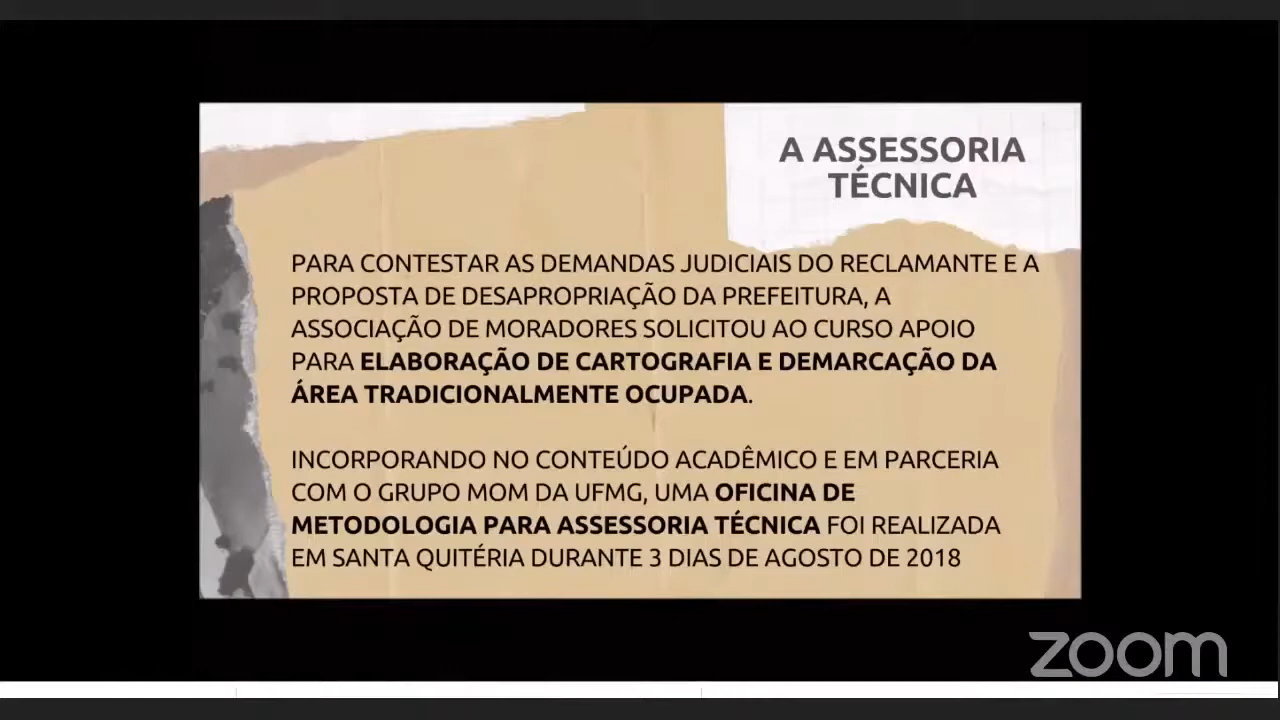 A ASSESSORIA
TÉCNICA
PARA CONTESTAR AS DEMANDAS JUDICIAIS DO RECLAMANTE E A
PROPOSTA DE DESAPROPRIAÇÃO DA PREFEITURA, A
ASSOCIAÇÃO DE MORADORES SOLICITOU AO CURSO APOIO
PARA ELABORAÇÃO DE CARTOGRAFIA E DEMARCAÇÃO DA
ÁREA TRADICIONALMENTE OCUPADA.
INCORPORANDO NO CONTEÚDO ACADÊMICO E EM PARCERIA
COM O GRUPO MOM DA UFMG, UMA OFICINA DE
METODOLOGIA PARA ASSESSORIA TÉCNICA FOI REALIZADA
EM SANTA QUITÉRIA DURANTE 3 DIAS DE AGOSTO DE 2018
zoom